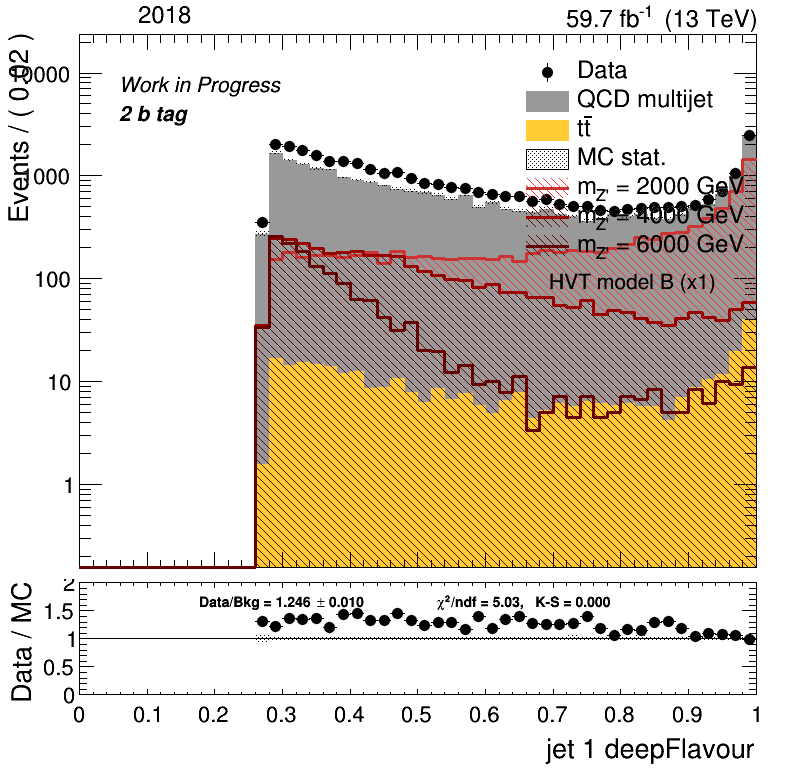 2018
59.7 fb⁻¹ (13 TeV)
Events / ( 0.02 )
10000
1000
100
10
1
Work in Progress
2 b tag
Data
QCD multijet
tt̄
MC stat.
m_Z' = 2000 GeV
m_Z' = 4000 GeV
m_Z' = 6000 GeV
HVT model B (x1)
Data / MC
2
1.5
1
0.5
0
Data/Bkg = 1.246 ± 0.010
χ²/ndf = 5.03, K-S = 0.000
0 0.1 0.2 0.3 0.4 0.5 0.6 0.7 0.8 0.9 1
jet 1 deepFlavour